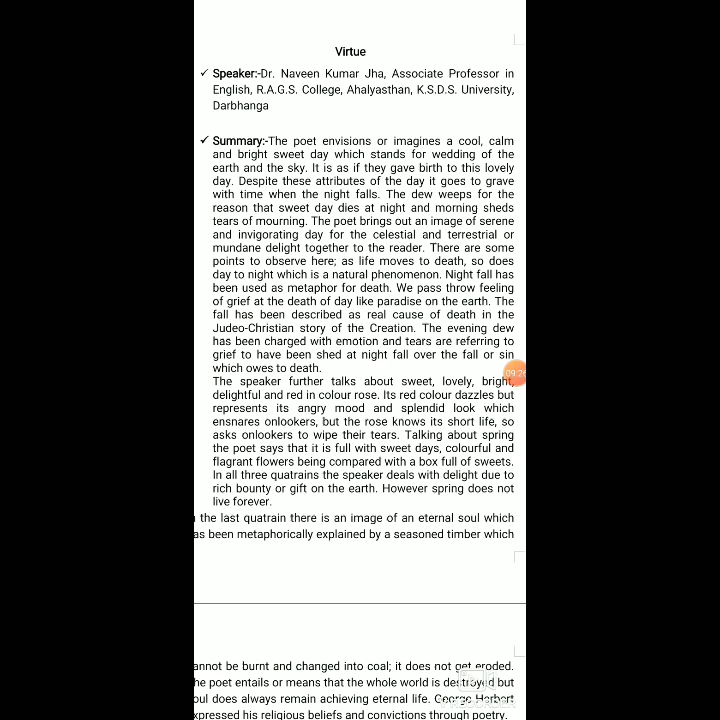 Virtue
✓ Speaker:-Dr. Naveen Kumar Jha, Associate Professor in
English, R.A.G.S. College, Ahalyasthan, K.S.D.S. University,
Darbhanga
✓ Summary:-The poet envisions or imagines a cool, calm
and bright sweet day which stands for wedding of the
earth and the sky. It is as if they gave birth to this lovely
day. Despite these attributes of the day it goes to grave
with time when the night falls. The dew weeps for the
reason that sweet day dies at night and morning sheds
tears of mourning. The poet brings out an image of serene
and invigorating day for the celestial and terrestrial or
mundane delight together to the reader. There are some
points to observe here; as life moves to death, so does
day to night which is a natural phenomenon. Night fall has
been used as metaphor for death. We pass throw feeling
of grief at the death of day like paradise on the earth. The
fall has been described as real cause of death in the
Judeo-Christian story of the Creation. The evening dew
has been charged with emotion and tears are referring to
grief to have been shed at night fall over the fall or sin
which owes to death.
09:26
The speaker further talks about sweet, lovely, bright,
delightful and red in colour rose. Its red colour dazzles but
represents its angry mood and splendid look which
ensnares onlookers, but the rose knows its short life, so
asks onlookers to wipe their tears. Talking about spring
the poet says that it is full with sweet days, colourful and
flagrant flowers being compared with a box full of sweets.
In all three quatrains the speaker deals with delight due to
rich bounty or gift on the earth. However spring does not
live forever.
the last quatrain there is an image of an eternal soul which
as been metaphorically explained by a seasoned timber which
annot be burnt and changed into coal; it does not get eroded.
he poet entails or means that the whole world is destroyed but
oul does always remain achieving eternal life. George Herbert
xpressed his religious beliefs and convictions through poetry.